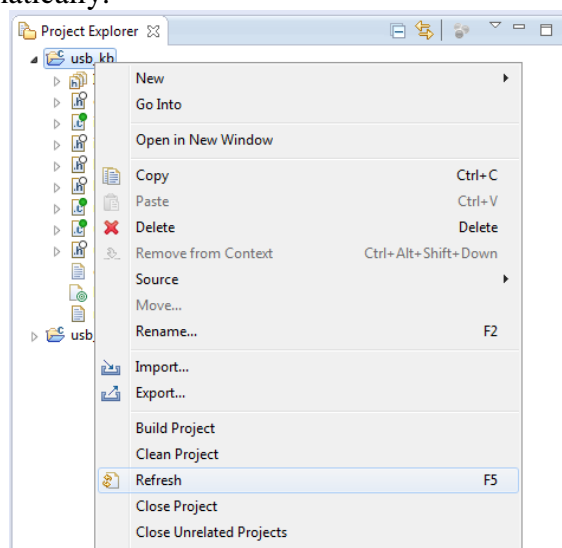 matically.
Project Explorer
usb_kb
New
Go Into
Open in New Window
Copy Ctrl+C
Paste Ctrl+V
Delete Delete
Remove from Context Ctrl+Alt+Shift+Down
Source
Move...
Rename... F2
usb_
Import...
Export...
Build Project
Clean Project
Refresh F5
Close Project
Close Unrelated Projects